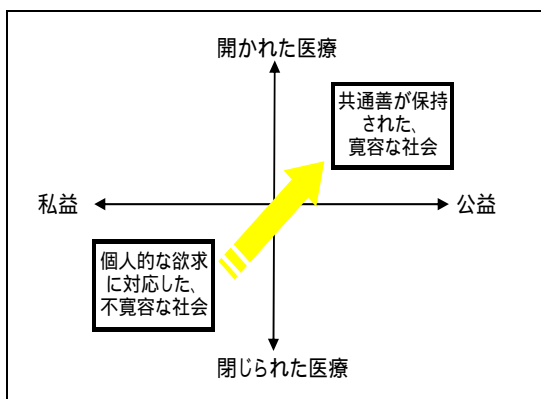 開かれた医療
共通善が保持
された、
寛容な社会
私益
公益
個人的な欲求
に対応した、
不寛容な社会
閉じられた医療